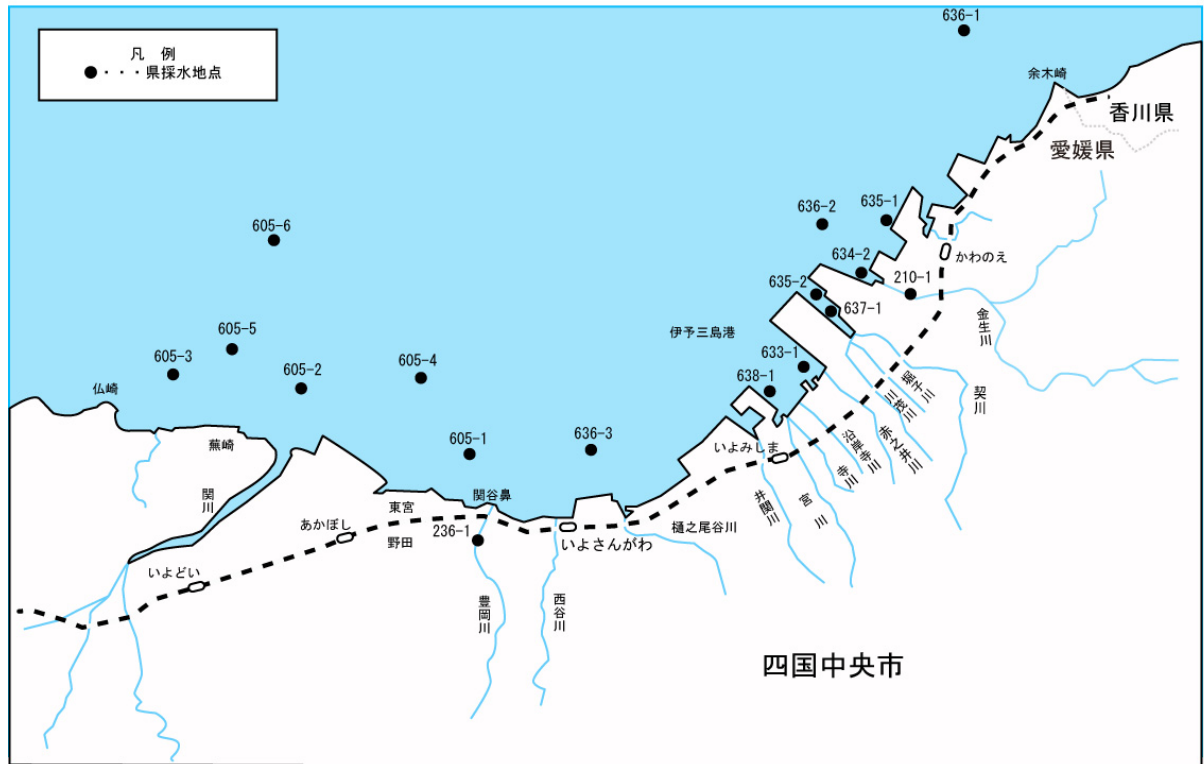 636-1
凡 例
●・・・県採水地点
余木崎
香川県
愛媛県
636-2
635-1
605-6
634-2
かわのえ
635-2
210-1
637-1
金生川
伊予三島港
605-5
605-3
605-2
605-4
633-1
638-1
堀子川
川茂川
赤之井川
契川
仏崎
蕪崎
605-1
636-3
いよみしま
沿岸寺川
寺川
関川
関谷鼻
東宮
あかぼし
野田
236-1
いよさんがわ
樋之尾谷川
井関川
宮川
いよどい
豊岡川
西谷川
四国中央市